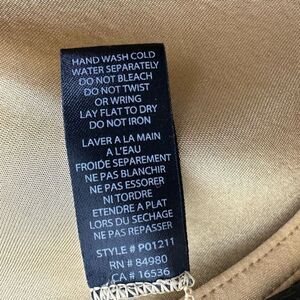 HAND WASH COLD
WATER SEPARATELY
DO NOT BLEACH
DO NOT TWIST
OR WRING
LAY FLAT TO DRY
DO NOT IRON
LAVER A LA MAIN
A L'EAU
FROIDE SEPAREMENT
NE PAS BLANCHIR
NE PAS ESSORER
NI TORDRE
ETENDRE A PLAT
LORS DU SECHAGE
NE PAS REPASSER
STYLE # P01211
RN # 84980
CA # 16536